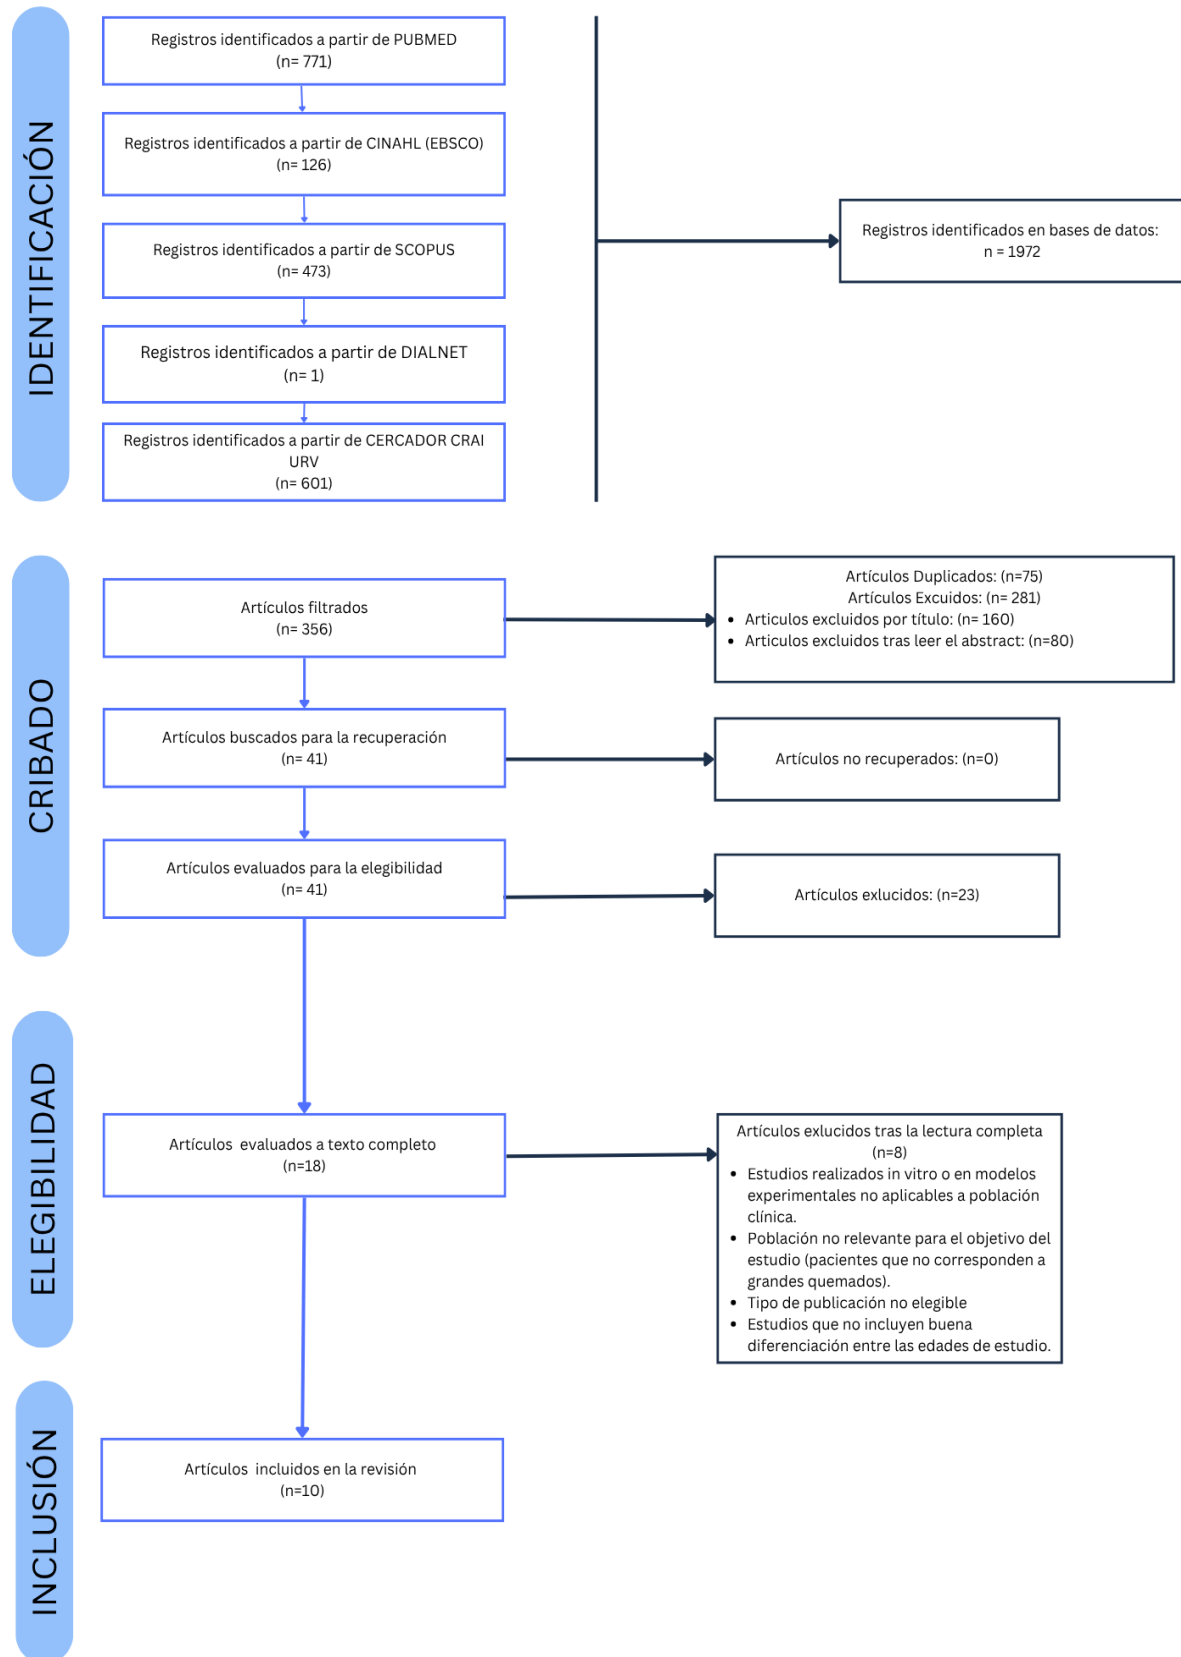 IDENTIFICACIÓN
Registros identificados a partir de PUBMED
(n= 771)
Registros identificados a partir de CINAHL (EBSCO)
(n= 126)
Registros identificados a partir de SCOPUS
(n= 473)
Registros identificados a partir de DIALNET
(n= 1)
Registros identificados a partir de CERCADOR CRAI
URV
(n= 601)
Registros identificados en bases de datos:
n = 1972
CRIBADO
Artículos filtrados
(n= 356)
Artículos Duplicados: (n=75)
Artículos Excuidos: (n= 281)
• Articulos excluidos por título: (n= 160)
• Articulos excluidos tras leer el abstract: (n=80)
Artículos buscados para la recuperación
(n= 41)
Artículos no recuperados: (n=0)
Artículos evaluados para la elegibilidad
(n= 41)
Artículos exlucidos: (n=23)
ELEGIBILIDAD
Artículos evaluados a texto completo
(n=18)
Artículos exlucidos tras la lectura completa
(n=8)
• Estudios realizados in vitro o en modelos
experimentales no aplicables a población
clínica.
• Población no relevante para el objetivo del
estudio (pacientes que no corresponden a
grandes quemados).
• Tipo de publicación no elegible
• Estudios que no incluyen buena
diferenciación entre las edades de estudio.
INCLUSIÓN
Artículos incluidos en la revisión
(n=10)